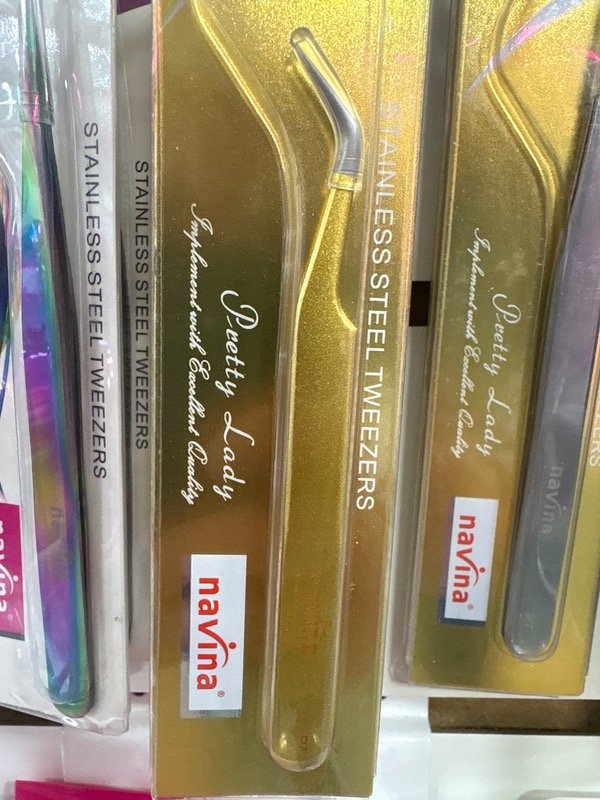 STAINLESS STEEL TWEEZERS
STAINLESS STEEL TWEEZERS
navina
Pretty Lady
Implement with Excellent Quality
STAINLESS STEEL TWEEZERS
navina®
Pretty Lady
Implement with Excellent Quality
navina®
navina